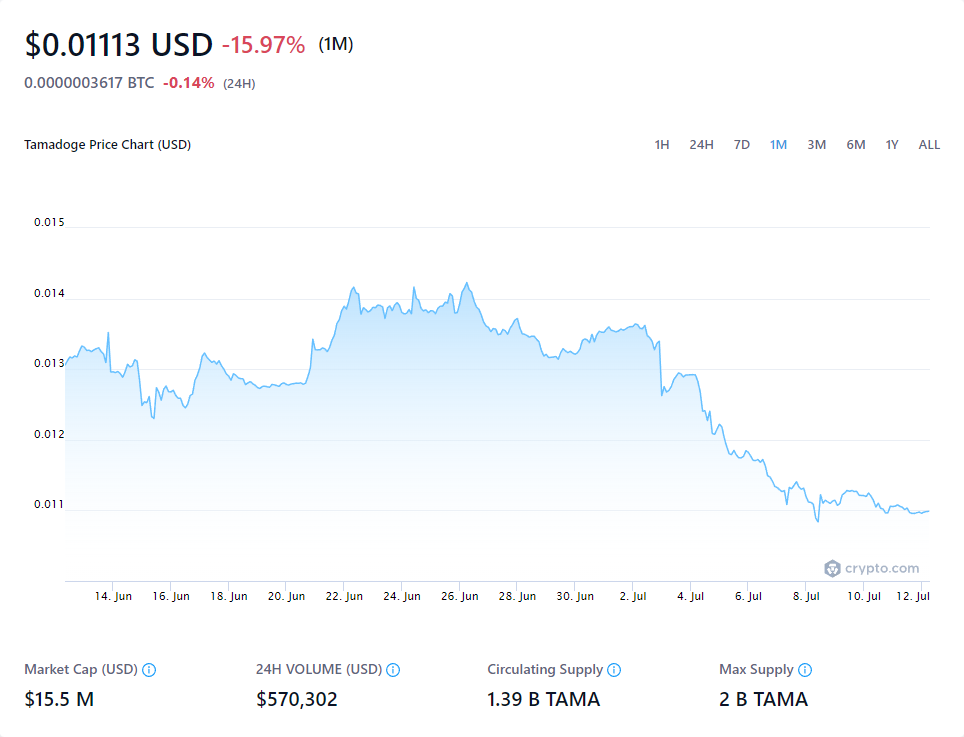 $0.01113 USD -15.97% (1M)
0.0000003617 BTC -0.14% (24H)
Tamadoge Price Chart (USD) 1H 24H 7D 1M 3M 6M 1Y ALL
0.015
0.014
0.013
0.012
0.011
crypto.com
14. Jun 16. Jun 18. Jun 20. Jun 22. Jun 24. Jun 26. Jun 28. Jun 30. Jun 2. Jul 4. Jul 6. Jul 8. Jul 10. Jul 12. Jul
Market Cap (USD) 24H VOLUME (USD) Circulating Supply Max Supply
$15.5 M $570,302 1.39 B TAMA 2 B TAMA